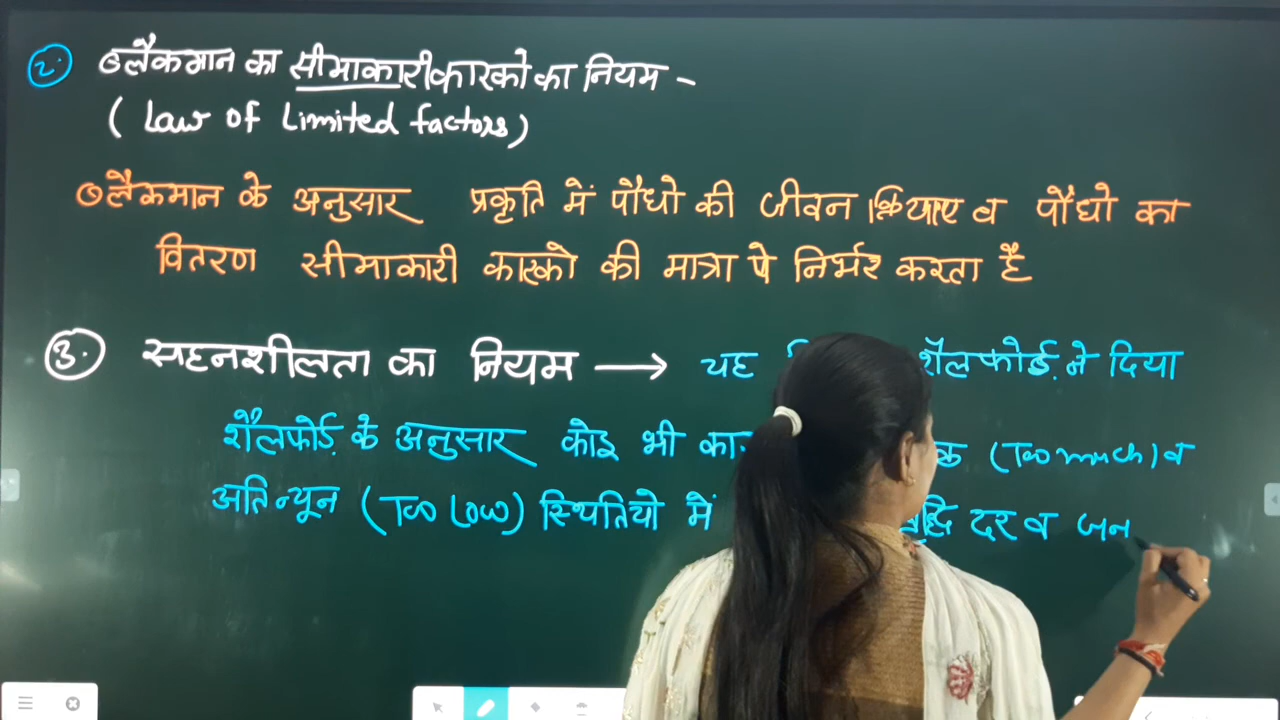 2. ब्लैकमान का सीमाकारी कारको का नियम -
( Law of Limited factors )
ब्लैकमान के अनुसार प्रकृति में पौधो की जीवन क्रियाए व पौधो का
वितरण सीमाकारी कारको की मात्रा पे निर्भर करता है
3. सहनशीलता का नियम → यह शैलफोर्ड ने दिया
शैलफोर्ड के अनुसार कोइ भी (Too much) व
अति न्यून (Too Low) स्थितियो में वृद्धि दर व जन